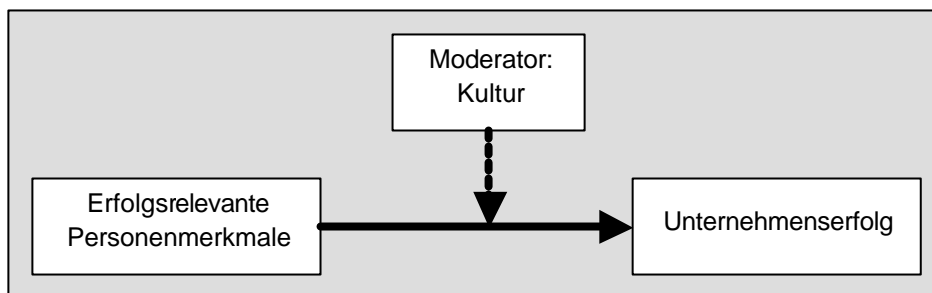 Moderator:
Kultur
Erfolgsrelevante
Personenmerkmale
Unternehmenserfolg